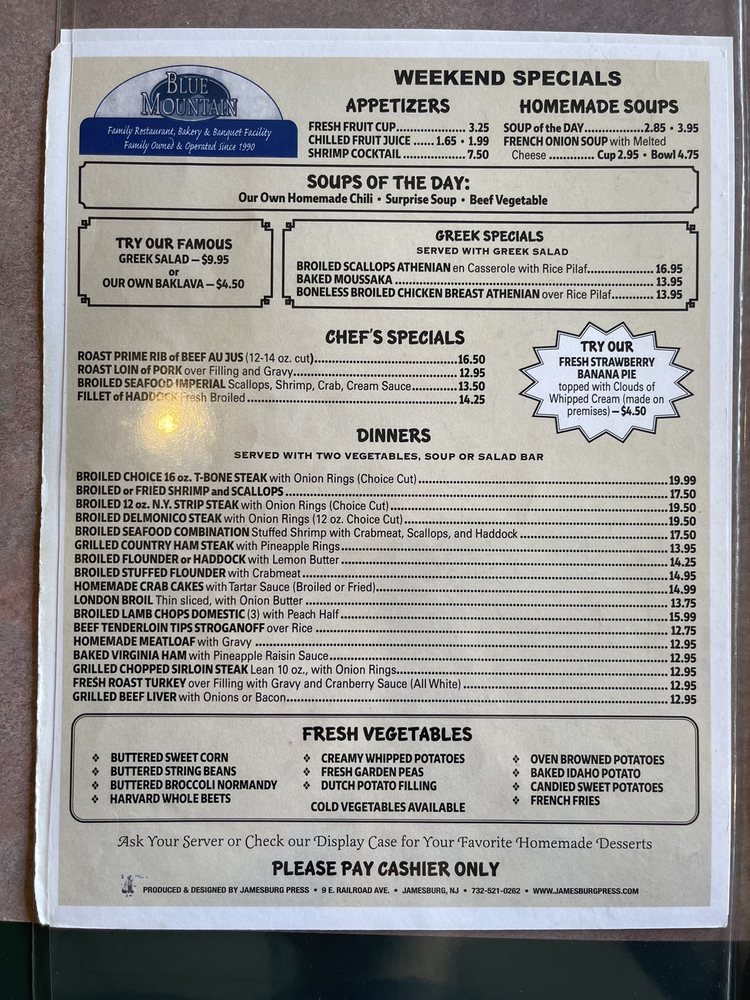 BLUE
MOUNTAIN
Family Restaurant, Bakery & Banquet Facility
Family Owned & Operated Since 1990
WEEKEND SPECIALS
APPETIZERS
FRESH FRUIT CUP.................... 3.25
CHILLED FRUIT JUICE ...... 1.65 • 1.99
SHRIMP COCKTAIL ................... 7.50
HOMEMADE SOUPS
SOUP of the DAY.................2.85 • 3.95
FRENCH ONION SOUP with Melted
Cheese ............. Cup 2.95 • Bowl 4.75
SOUPS OF THE DAY:
Our Own Homemade Chili • Surprise Soup • Beef Vegetable
TRY OUR FAMOUS
GREEK SALAD – $9.95
or
OUR OWN BAKLAVA – $4.50
GREEK SPECIALS
SERVED WITH GREEK SALAD
BROILED SCALLOPS ATHENIAN en Casserole with Rice Pilaf.................... 16.95
BAKED MOUSSAKA ........................................ 13.95
BONELESS BROILED CHICKEN BREAST ATHENIAN over Rice Pilaf............ 13.95
CHEF'S SPECIALS
ROAST PRIME RIB of BEEF AU JUS (12-14 oz. cut)........................................16.50
ROAST LOIN of PORK over Filling and Gravy........................................ 12.95
BROILED SEAFOOD IMPERIAL Scallops, Shrimp, Crab, Cream Sauce............13.50
FILLET of HADDOCK Fresh Broiled ........................................ 14.25
TRY OUR
FRESH STRAWBERRY
BANANA PIE
topped with Clouds of
Whipped Cream (made on
premises) – $4.50
DINNERS
SERVED WITH TWO VEGETABLES, SOUP OR SALAD BAR
BROILED CHOICE 16 oz. T-BONE STEAK with Onion Rings (Choice Cut)........................................ 19.99
BROILED or FRIED SHRIMP and SCALLOPS ........................................ 17.50
BROILED 12 oz. N.Y. STRIP STEAK with Onion Rings (Choice Cut)........................................ 19.50
BROILED DELMONICO STEAK with Onion Rings (12 oz. Choice Cut)........................................ 19.50
BROILED SEAFOOD COMBINATION Stuffed Shrimp with Crabmeat, Scallops, and Haddock ........................................ 17.50
GRILLED COUNTRY HAM STEAK with Pineapple Rings........................................ 13.95
BROILED FLOUNDER or HADDOCK with Lemon Butter ........................................ 14.25
BROILED STUFFED FLOUNDER with Crabmeat ........................................ 14.95
HOMEMADE CRAB CAKES with Tartar Sauce (Broiled or Fried)........................................ 14.99
LONDON BROIL Thin sliced, with Onion Butter ........................................ 13.75
BROILED LAMB CHOPS DOMESTIC (3) with Peach Half ........................................ 15.99
BEEF TENDERLOIN TIPS STROGANOFF over Rice ........................................ 12.75
HOMEMADE MEATLOAF with Gravy ........................................ 12.95
BAKED VIRGINIA HAM with Pineapple Raisin Sauce........................................ 12.95
GRILLED CHOPPED SIRLOIN STEAK Lean 10 oz., with Onion Rings........................................ 12.95
FRESH ROAST TURKEY over Filling with Gravy and Cranberry Sauce (All White) ........................................ 12.95
GRILLED BEEF LIVER with Onions or Bacon........................................ 12.95
FRESH VEGETABLES
❖ BUTTERED SWEET CORN
❖ BUTTERED STRING BEANS
❖ BUTTERED BROCCOLI NORMANDY
❖ HARVARD WHOLE BEETS
❖ CREAMY WHIPPED POTATOES
❖ FRESH GARDEN PEAS
❖ DUTCH POTATO FILLING
COLD VEGETABLES AVAILABLE
❖ OVEN BROWNED POTATOES
❖ BAKED IDAHO POTATO
❖ CANDIED SWEET POTATOES
❖ FRENCH FRIES
Ask Your Server or Check our Display Case for Your Favorite Homemade Desserts
PLEASE PAY CASHIER ONLY
PRODUCED & DESIGNED BY JAMESBURG PRESS • 9 E. RAILROAD AVE. • JAMESBURG, NJ • 732-521-0262 • WWW.JAMESBURGPRESS.COM